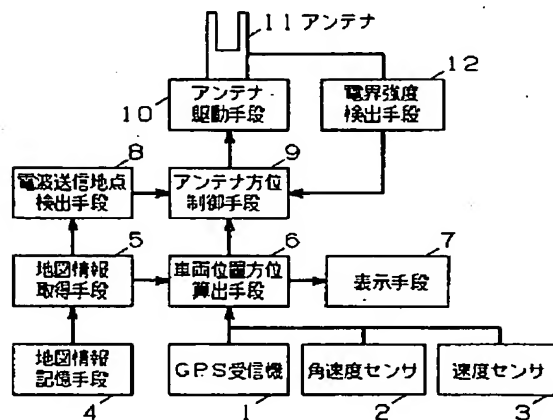 11 アンテナ
12
アンテナ
駆動手段
10
電界強度
検出手段
8
電波送信地点
検出手段
9
アンテナ方位
制御手段
5
地図情報
取得手段
6
車両位置方位
算出手段
7
表示手段
地図情報
記憶手段
4
GPS受信機
1
角速度センサ
2
速度センサ
3